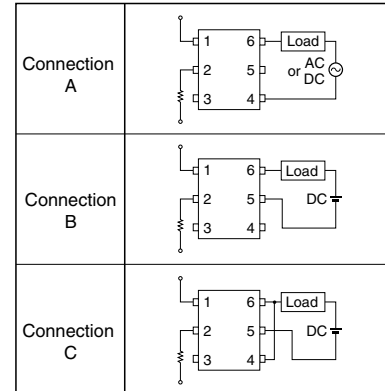 Connection
A
1 6 Load
2 5 or AC
DC
3 4
Connection
B
1 6 Load
2 5 DC
3 4
Connection
C
1 6 Load
2 5 DC
3 4